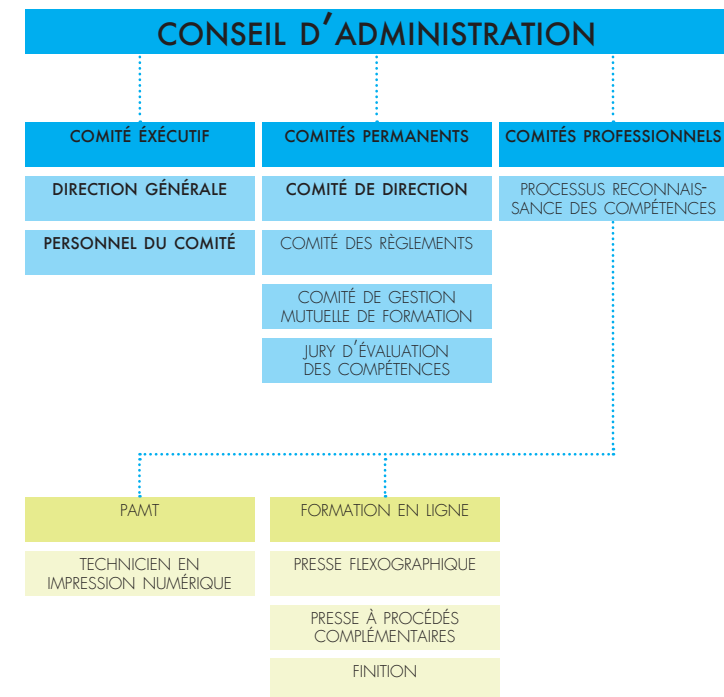 CONSEIL D'ADMINISTRATION
COMITÉ ÉXÉCUTIF
DIRECTION GÉNÉRALE
PERSONNEL DU COMITÉ
COMITÉS PERMANENTS
COMITÉ DE DIRECTION
COMITÉ DES RÈGLEMENTS
COMITÉ DE GESTION
MUTUELLE DE FORMATION
JURY D'ÉVALUATION
DES COMPÉTENCES
COMITÉS PROFESSIONNELS
PROCESSUS RECONNAIS-
SANCE DES COMPÉTENCES
PAMT
TECHNICIEN EN
IMPRESSION NUMÉRIQUE
FORMATION EN LIGNE
PRESSE FLEXOGRAPHIQUE
PRESSE À PROCÉDÉS
COMPLÉMENTAIRES
FINITION